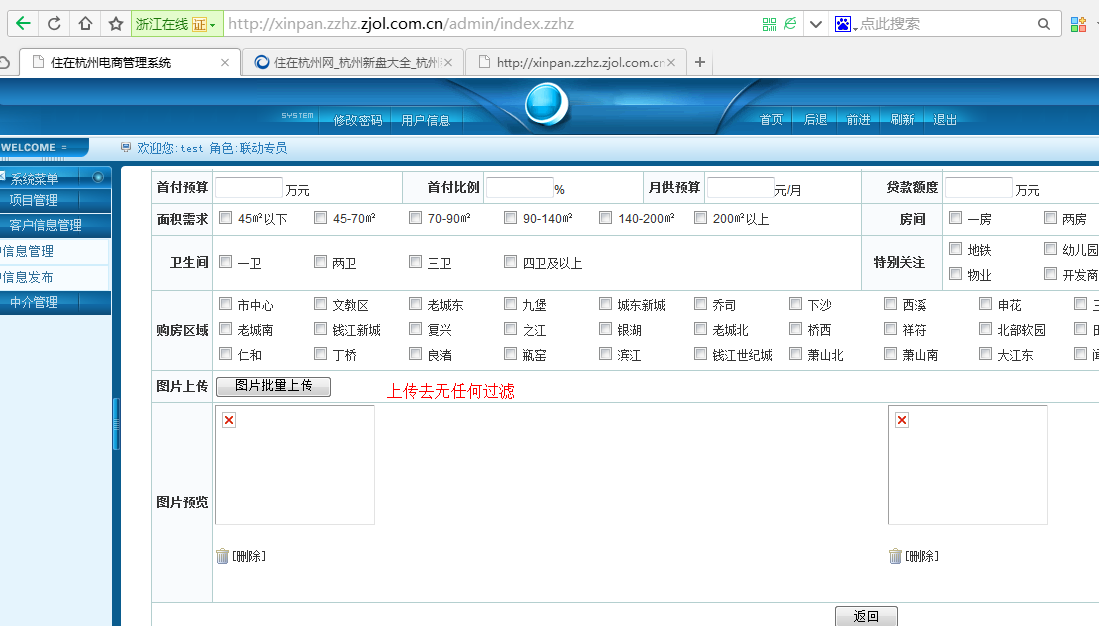 浙江在线 证 http://xinpan.zzhz.zjol.com.cn/admin/index.zzhz 点此搜索
住在杭州电商管理系统 住在杭州网_杭州新盘大全_杭州 http://xinpan.zzhz.zjol.com.cn
SYSTEM 修改密码 用户信息 首页 后退 前进 刷新 退出
WELCOME 欢迎您:test 角色:联动专员
系统菜单
项目管理
客户信息管理
信息管理
信息发布
中介管理
首付预算 万元 首付比例 % 月供预算 元/月 贷款额度 万元
面积需求 45㎡以下 45-70㎡ 70-90㎡ 90-140㎡ 140-200㎡ 200㎡以上 房间 一房 两房
卫生间 一卫 两卫 三卫 四卫及以上 特别关注 地铁 幼儿园
物业 开发商
购房区域 市中心 文教区 老城东 九堡 城东新城 乔司 下沙 西溪 申花
老城南 钱江新城 复兴 之江 银湖 老城北 桥西 祥符 北部软园
仁和 丁桥 良渚 瓶窑 滨江 钱江世纪城 萧山北 萧山南 大江东
图片上传 图片批量上传 上传去无任何过滤
图片预览
[删除] [删除]
返回